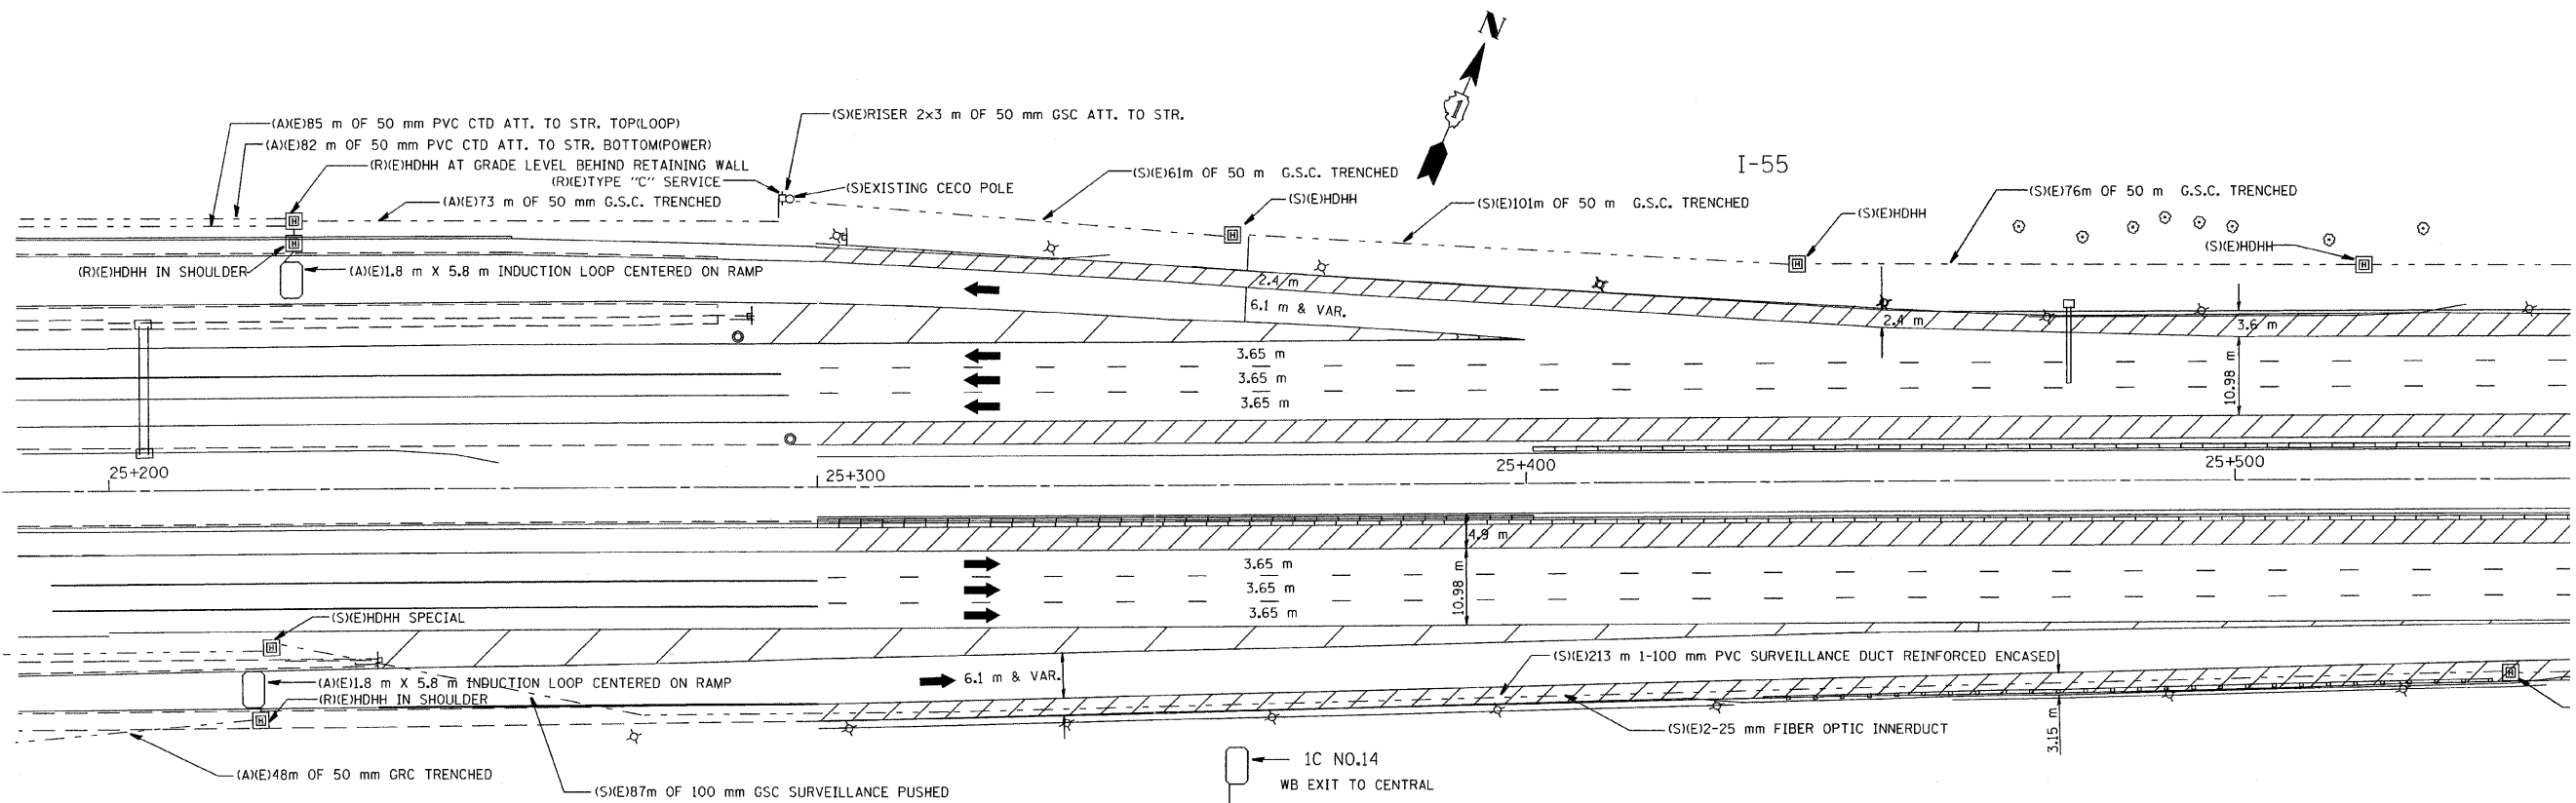 N
1
(S)(E)RISER 2x3 m OF 50 mm GSC ATT. TO STR.
(A)(E)85 m OF 50 mm PVC CTD ATT. TO STR. TOP(LOOP)
(A)(E)82 m OF 50 mm PVC CTD ATT. TO STR. BOTTOM(POWER)
(R)(E)HDHH AT GRADE LEVEL BEHIND RETAINING WALL
(R)(E)TYPE "C" SERVICE
(S)EXISTING CECO POLE
(A)(E)73 m OF 50 mm G.S.C. TRENCHED
(S)(E)61m OF 50 m G.S.C. TRENCHED
I-55
(S)(E)HDHH
(S)(E)101m OF 50 m G.S.C. TRENCHED
(S)(E)HDHH
(S)(E)76m OF 50 m G.S.C. TRENCHED
(S)(E)HDHH
H
H
H
H
H
(R)(E)HDHH IN SHOULDER
(A)(E)1.8 m X 5.8 m INDUCTION LOOP CENTERED ON RAMP
2.4 m
6.1 m & VAR.
2.4 m
3.6 m
3.65 m
3.65 m
3.65 m
10.98 m
25+200
25+300
25+400
25+500
4.9 m
3.65 m
3.65 m
3.65 m
10.98 m
(S)(E)HDHH SPECIAL
H
(A)(E)1.8 m X 5.8 m INDUCTION LOOP CENTERED ON RAMP
(R)(E)HDHH IN SHOULDER
H
6.1 m & VAR.
(S)(E)213 m 1-100 mm PVC SURVEILLANCE DUCT REINFORCED ENCASED
H
(S)(E)2-25 mm FIBER OPTIC INNERDUCT
3.15 m
(A)(E)48m OF 50 mm GRC TRENCHED
(S)(E)87m OF 100 mm GSC SURVEILLANCE PUSHED
1C NO.14
WB EXIT TO CENTRAL